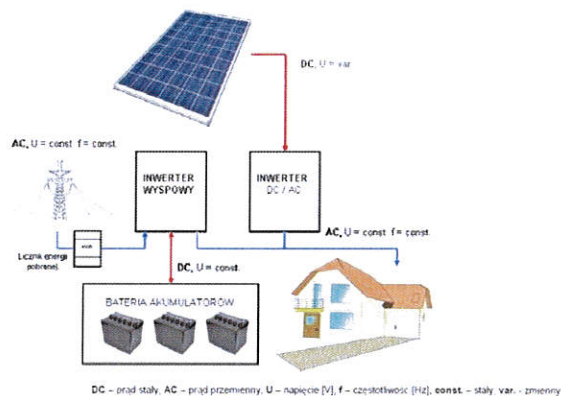 DC, U = var
AC, U = const f = const.
INWERTER
WYSPOWY
INWERTER
DC / AC
AC, U = const f = const.
Licznik energii
pobranej
DC, U = const.
BATERIA AKUMULATORÓW
DC – prąd stały, AC – prąd przemienny, U – napięcie [V], f – częstotliwość [Hz], const. – stały, var. - zmienny